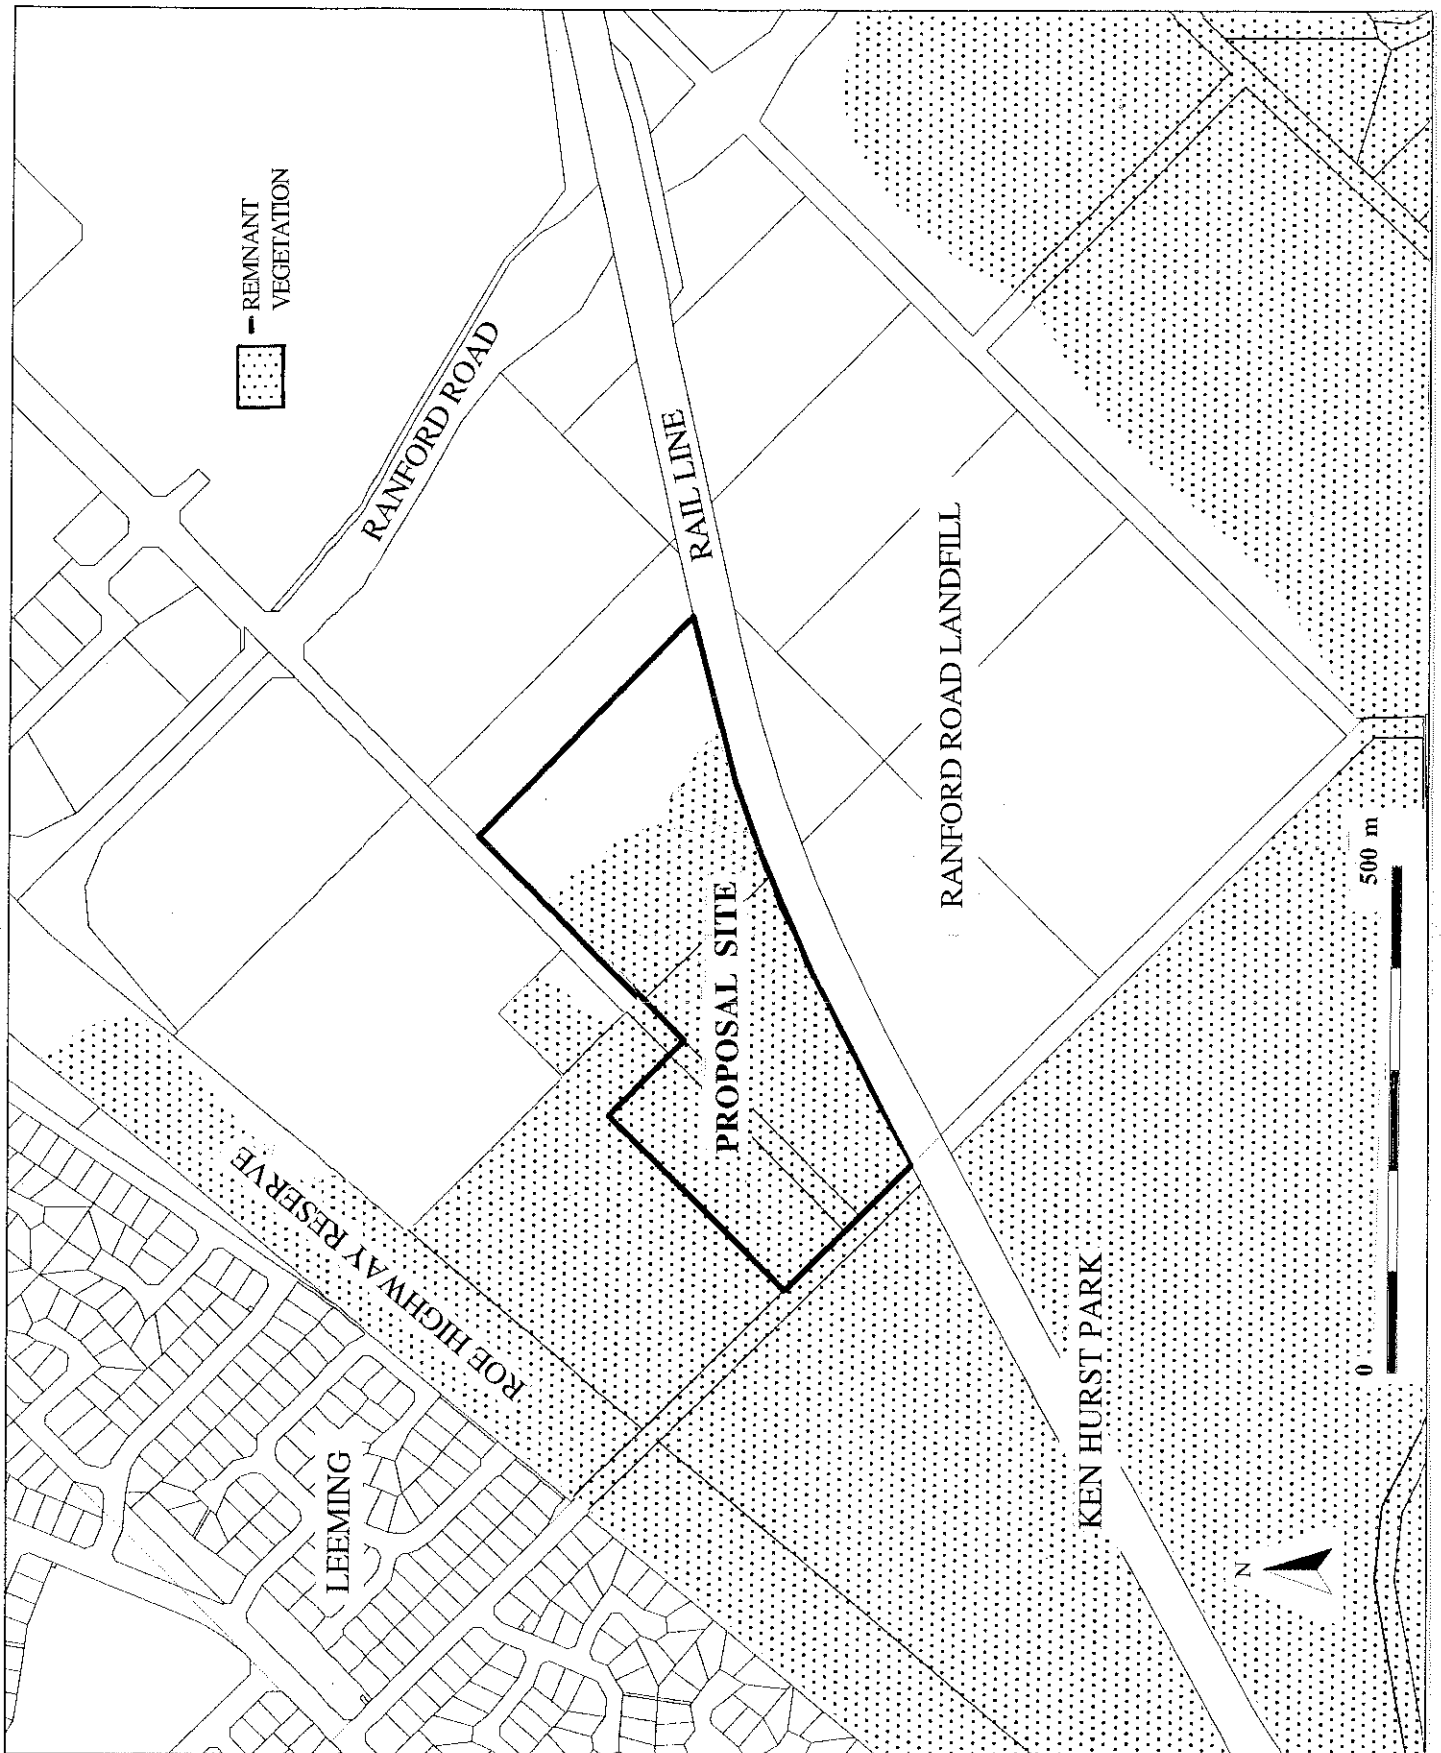 REMNANT
VEGETATION
RANFORD ROAD
RAIL LINE
RANFORD ROAD LANDFILL
PROPOSAL SITE
ROE HIGHWAY RESERVE
LEEMING
KEN HURST PARK
N
0 500 m